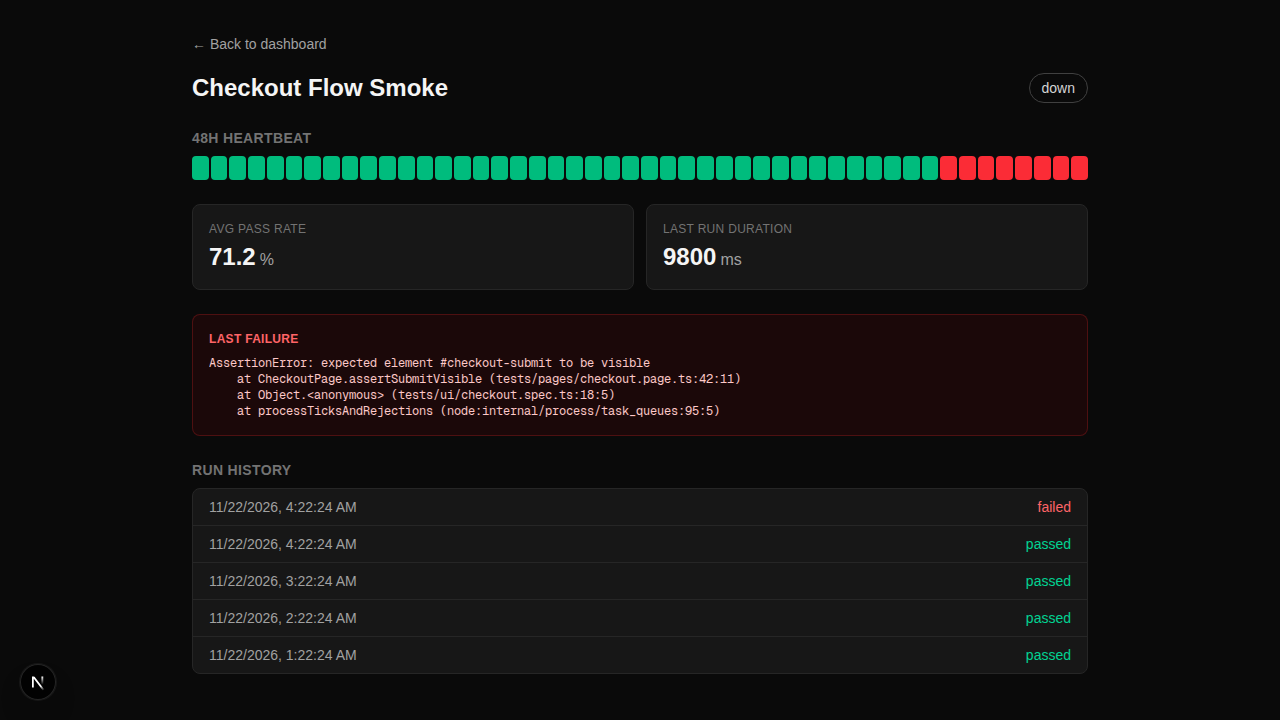 ← Back to dashboard
Checkout Flow Smoke
down
48H HEARTBEAT
AVG PASS RATE
71.2 %
LAST RUN DURATION
9800 ms
LAST FAILURE
AssertionError: expected element #checkout-submit to be visible
    at CheckoutPage.assertSubmitVisible (tests/pages/checkout.page.ts:42:11)
    at Object.<anonymous> (tests/ui/checkout.spec.ts:18:5)
    at processTicksAndRejections (node:internal/process/task_queues:95:5)
RUN HISTORY
11/22/2026, 4:22:24 AM failed
11/22/2026, 4:22:24 AM passed
11/22/2026, 3:22:24 AM passed
11/22/2026, 2:22:24 AM passed
11/22/2026, 1:22:24 AM passed
N